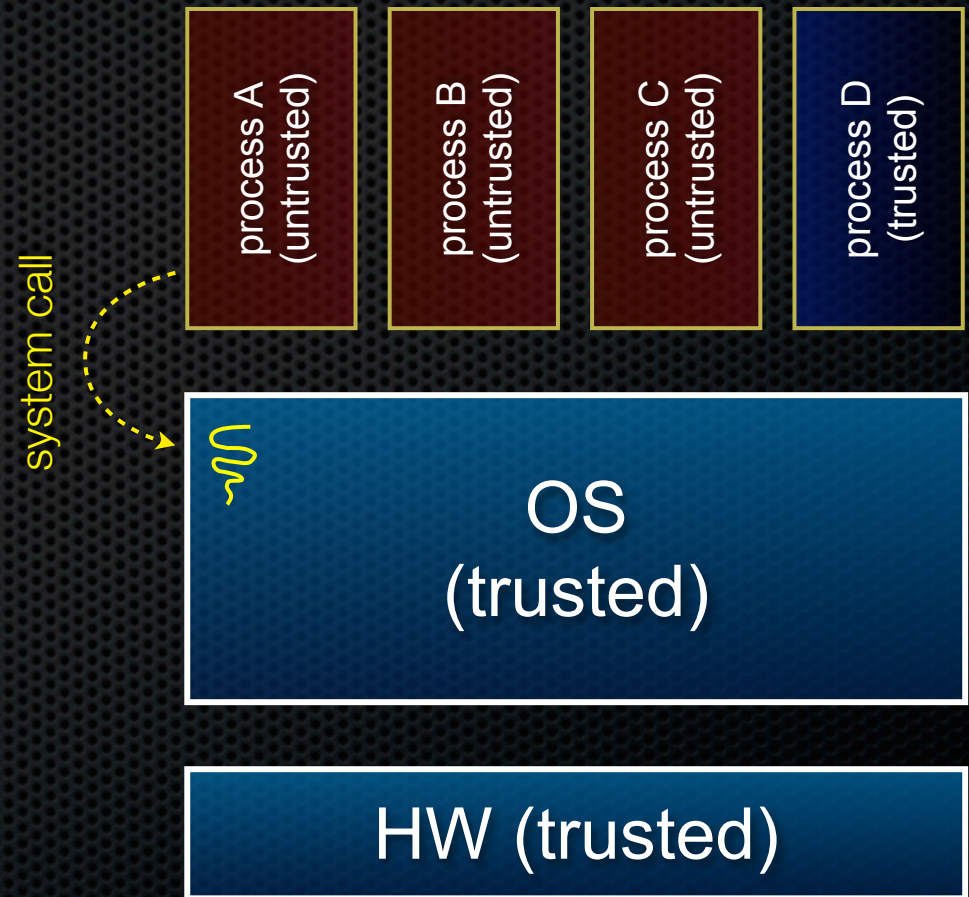 process A
(untrusted)
process B
(untrusted)
process C
(untrusted)
process D
(trusted)
system call
OS
(trusted)
HW (trusted)